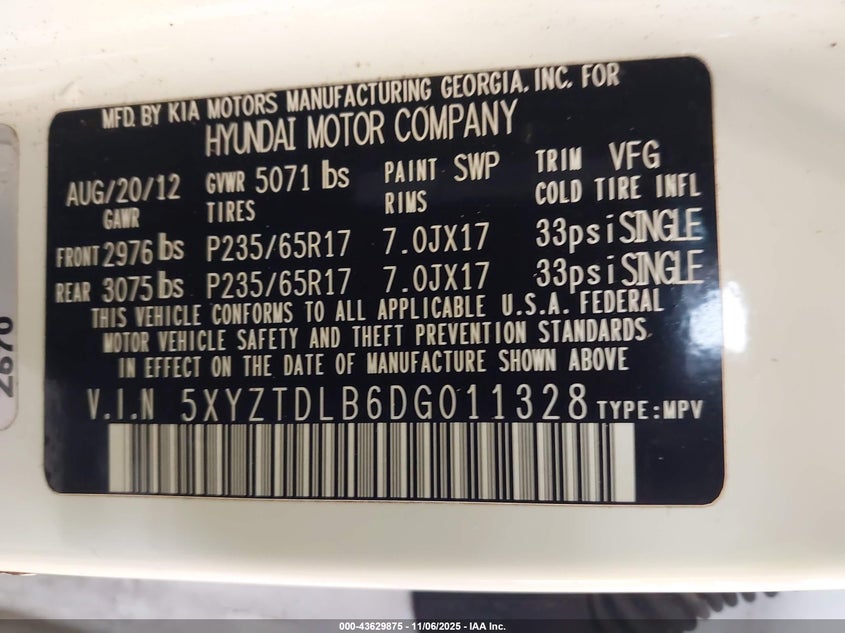 MFD. BY KIA MOTORS MANUFACTURING GEORGIA, INC. FOR
HYUNDAI MOTOR COMPANY
AUG/20/12 GVWR 5071 lbs PAINT SWP TRIM VFG
GAWR TIRES RIMS COLD TIRE INFL
FRONT 2976 lbs P235/65R17 7.0JX17 33psi SINGLE
REAR 3075 lbs P235/65R17 7.0JX17 33psi SINGLE
THIS VEHICLE CONFORMS TO ALL APPLICABLE U.S.A. FEDERAL
MOTOR VEHICLE SAFETY AND THEFT PREVENTION STANDARDS
IN EFFECT ON THE DATE OF MANUFACTURE SHOWN ABOVE
V.I.N 5XYZTDLB6DG011328 TYPE:MPV
000-43629875 - 11/06/2025 - IAA Inc.